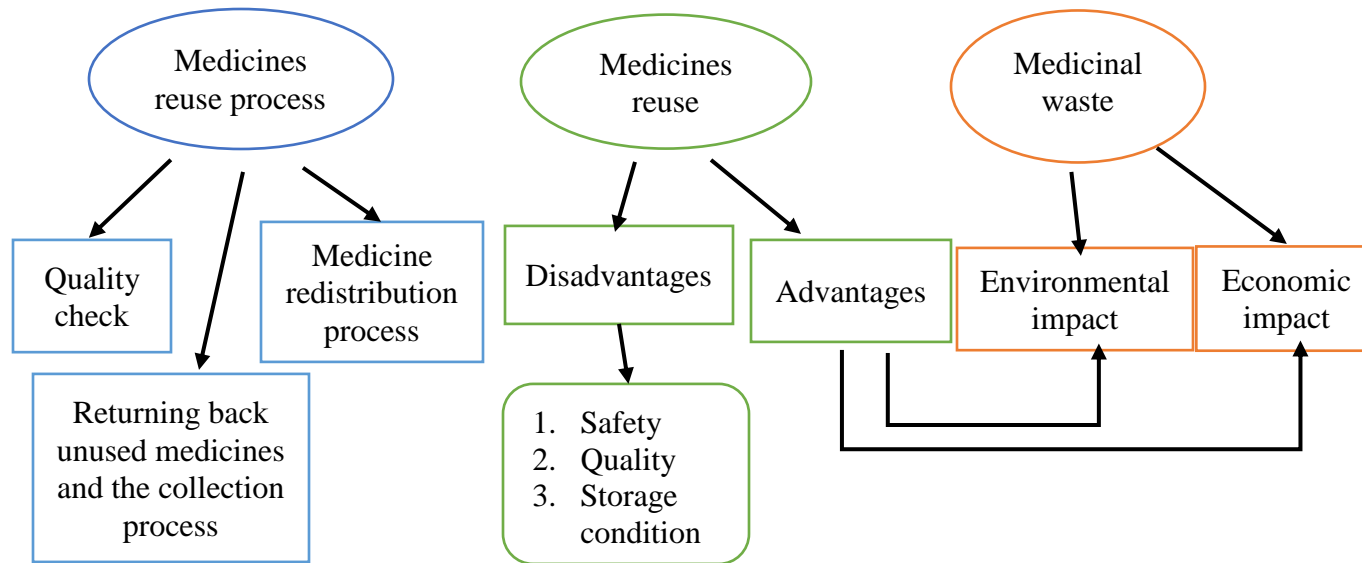 Medicines
reuse process
Medicines
reuse
Medicinal
waste
Quality
check
Medicine
redistribution
process
Disadvantages
Advantages
Environmental
impact
Economic
impact
Returning back
unused medicines
and the collection
process
1. Safety
2. Quality
3. Storage
condition